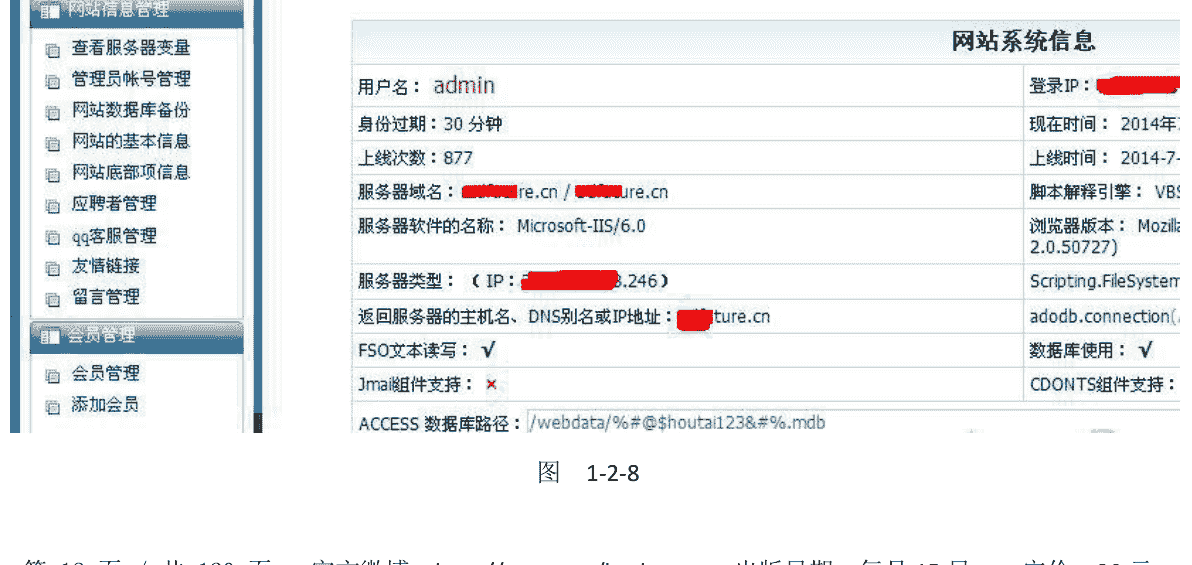 网站信息管理
查看服务器变量
管理员帐号管理
网站数据库备份
网站的基本信息
网站底部项信息
应聘者管理
qq客服管理
友情链接
留言管理
会员管理
会员管理
添加会员
网站系统信息
用户名： admin
登录IP：
身份过期：30 分钟
现在时间： 2014年
上线次数：877
上线时间： 2014-7-
服务器域名： re.cn / ure.cn
脚本解释引擎： VBS
服务器软件的名称： Microsoft-IIS/6.0
浏览器版本： Mozilla
2.0.50727)
服务器类型：（ IP： 3.246）
Scripting.FileSystem
返回服务器的主机名、DNS别名或IP地址： ture.cn
adodb.connection(
FSO文本读写： √
数据库使用： √
Jmail组件支持： ×
CDONTS组件支持：
ACCESS 数据库路径： /webdata/%#@$houtai123&#%.mdb
图 1-2-8